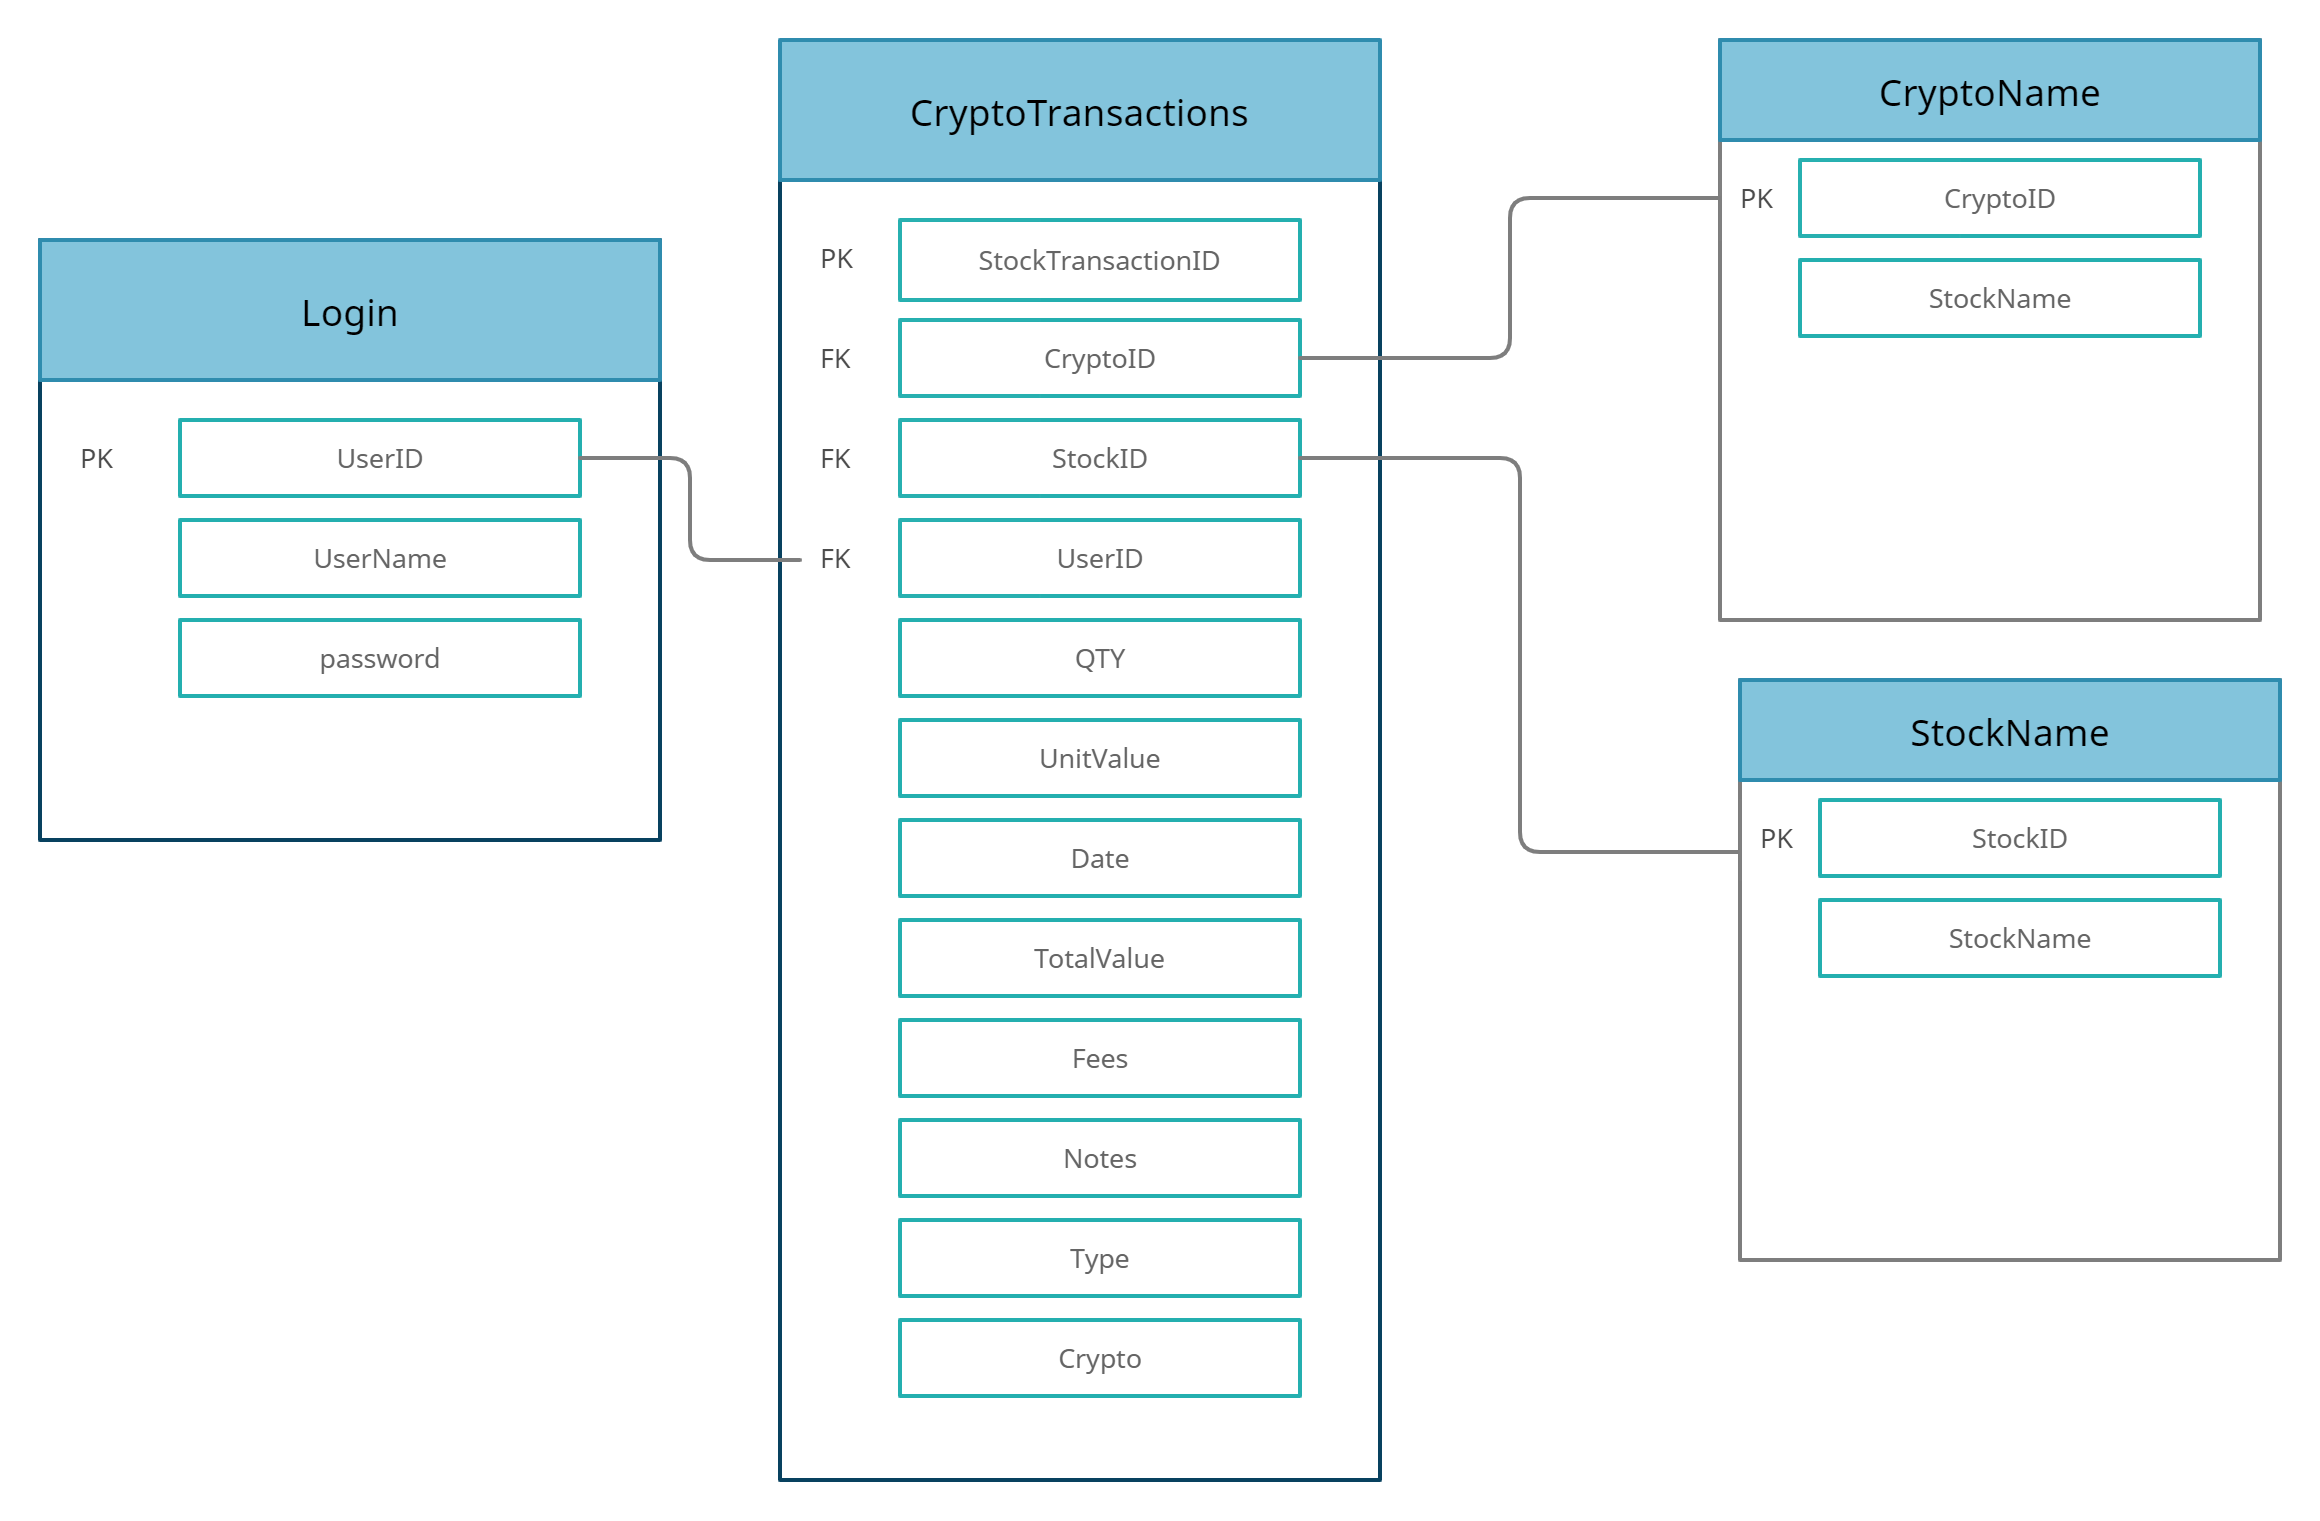 Login
PK
UserID
UserName
password
CryptoTransactions
PK
StockTransactionID
FK
CryptoID
FK
StockID
FK
UserID
QTY
UnitValue
Date
TotalValue
Fees
Notes
Type
Crypto
CryptoName
PK
CryptoID
StockName
StockName
PK
StockID
StockName